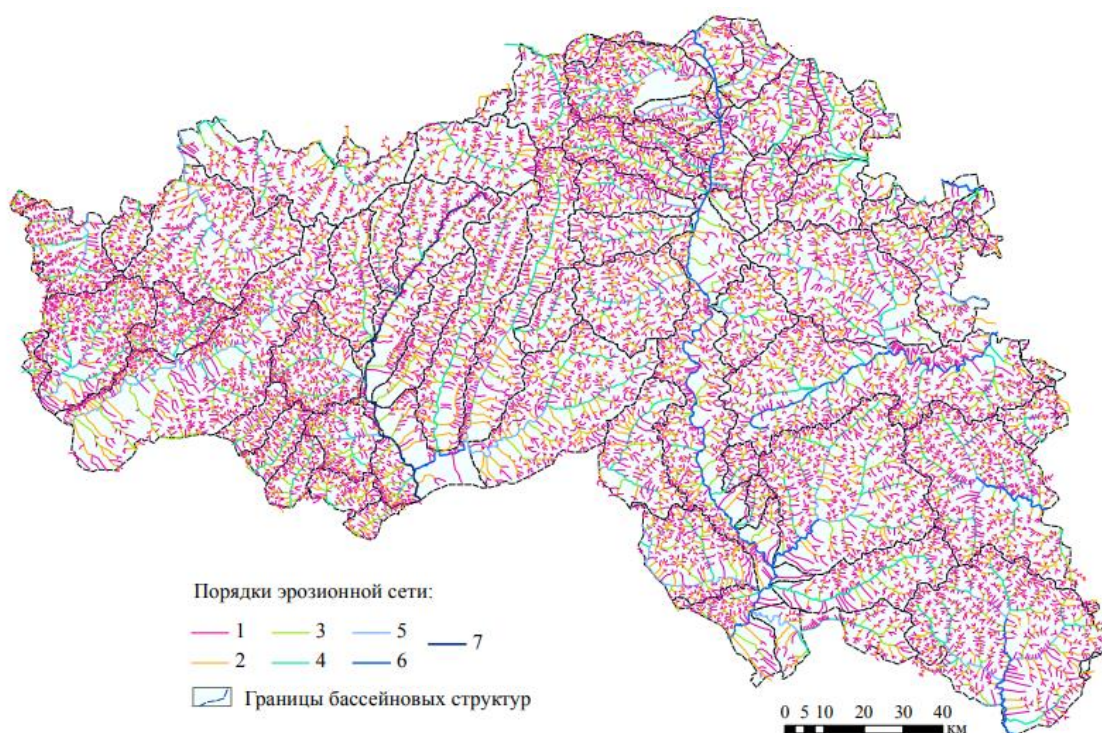 Порядки эрозионной сети:
1 3 5 7
2 4 6
Границы бассейновых структур
0 5 10 20 30 40
км